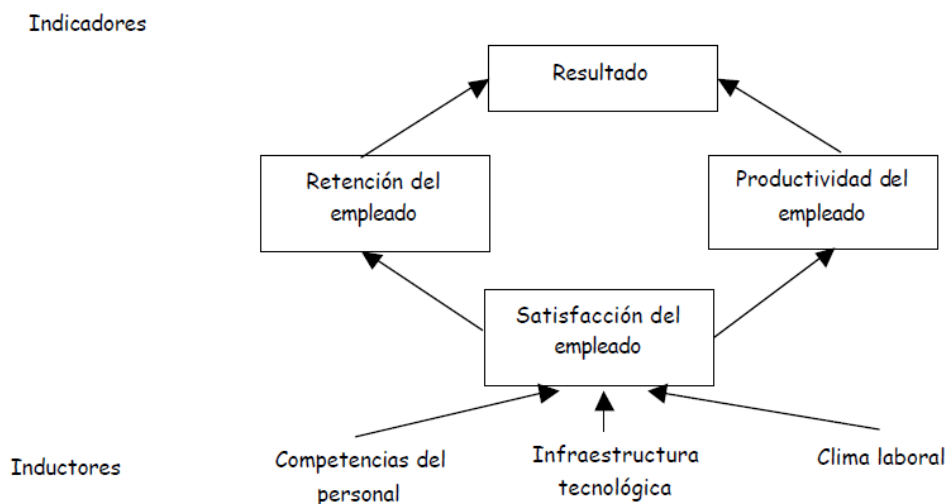 Indicadores
Resultado
Retención del
empleado
Productividad del
empleado
Satisfacción del
empleado
Inductores
Competencias del
personal
Infraestructura
tecnológica
Clima laboral